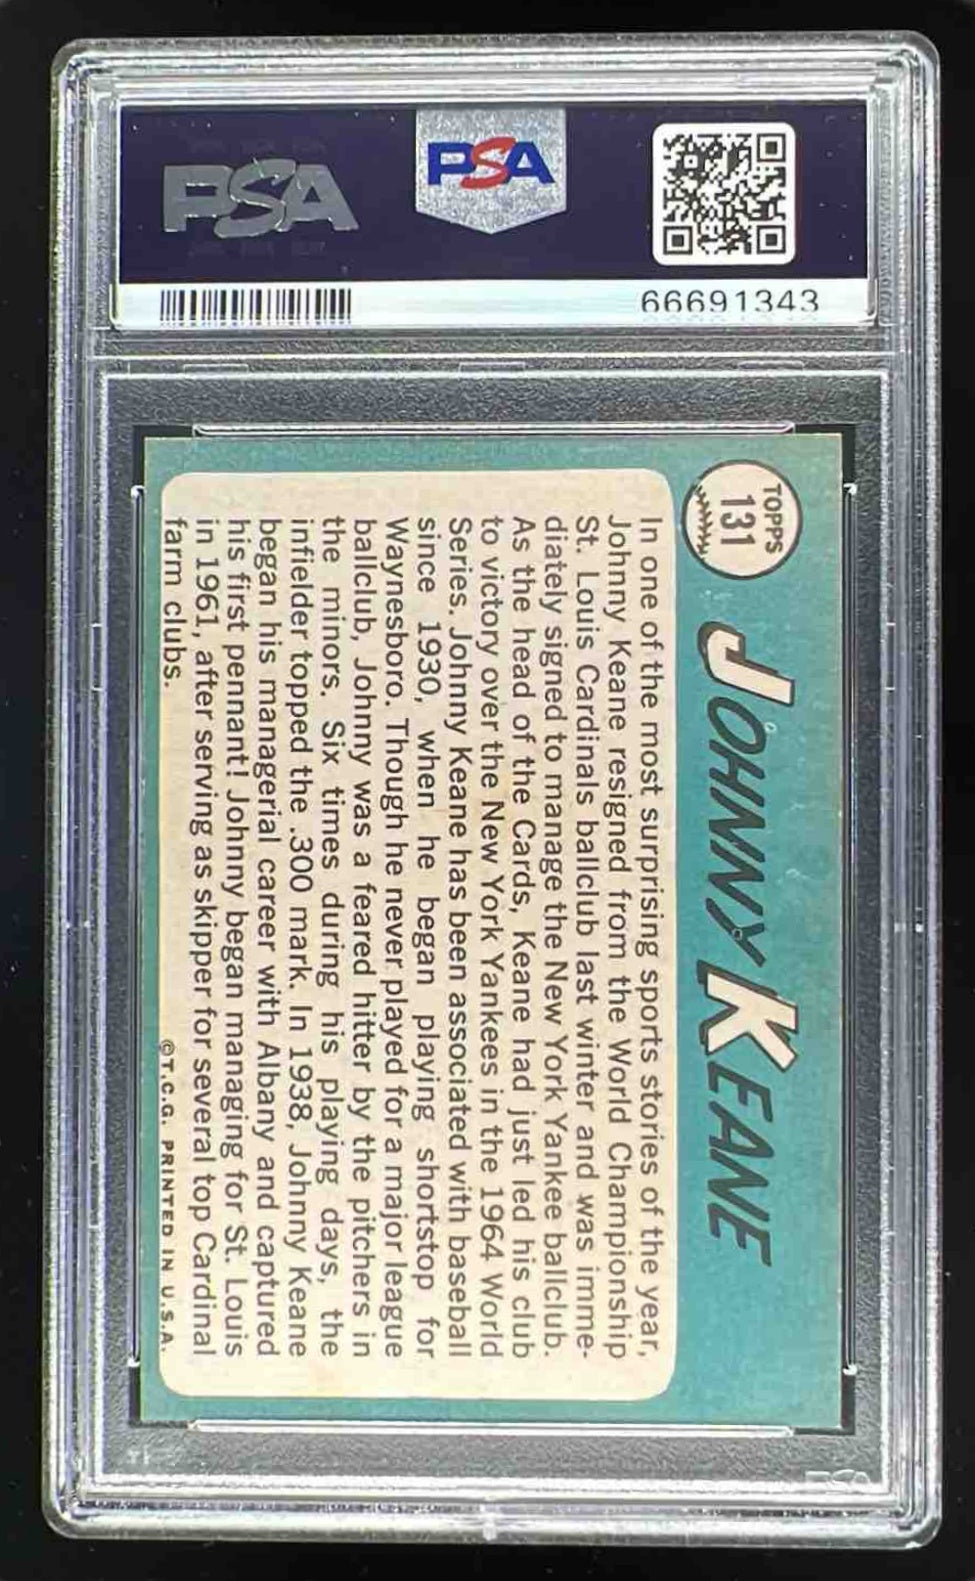 PSA
PSA
66691343
TOPPS
131
JOHNNY KEANE
In one of the most surprising sports stories of the year,
Johnny Keane resigned from the World Championship
St. Louis Cardinals ballclub last winter and was imme-
diately signed to manage the New York Yankee ballclub.
As the head of the Cards, Keane had just led his club
to victory over the New York Yankees in the 1964 World
Series. Johnny Keane has been associated with baseball
since 1930, when he began playing shortstop for
Waynesboro. Though he never played for a major league
ballclub, Johnny was a feared hitter by the pitchers in
the minors. Six times during his playing days, the
infielder topped the .300 mark. In 1938, Johnny Keane
began his managerial career with Albany and captured
his first pennant! Johnny began managing for St. Louis
in 1961, after serving as skipper for several top Cardinal
farm clubs.
©T.C.G. PRINTED IN U.S.A.
PSA